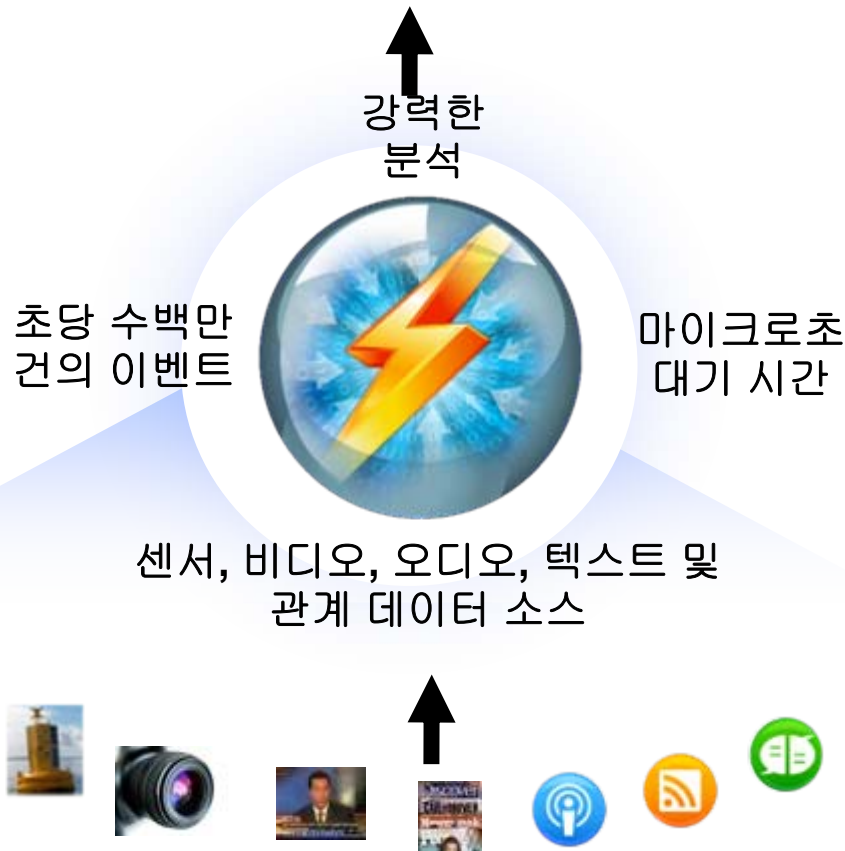 강력한
분석
초당 수백만
건의 이벤트
마이크로초
대기 시간
센서, 비디오, 오디오, 텍스트 및
관계 데이터 소스
Discover